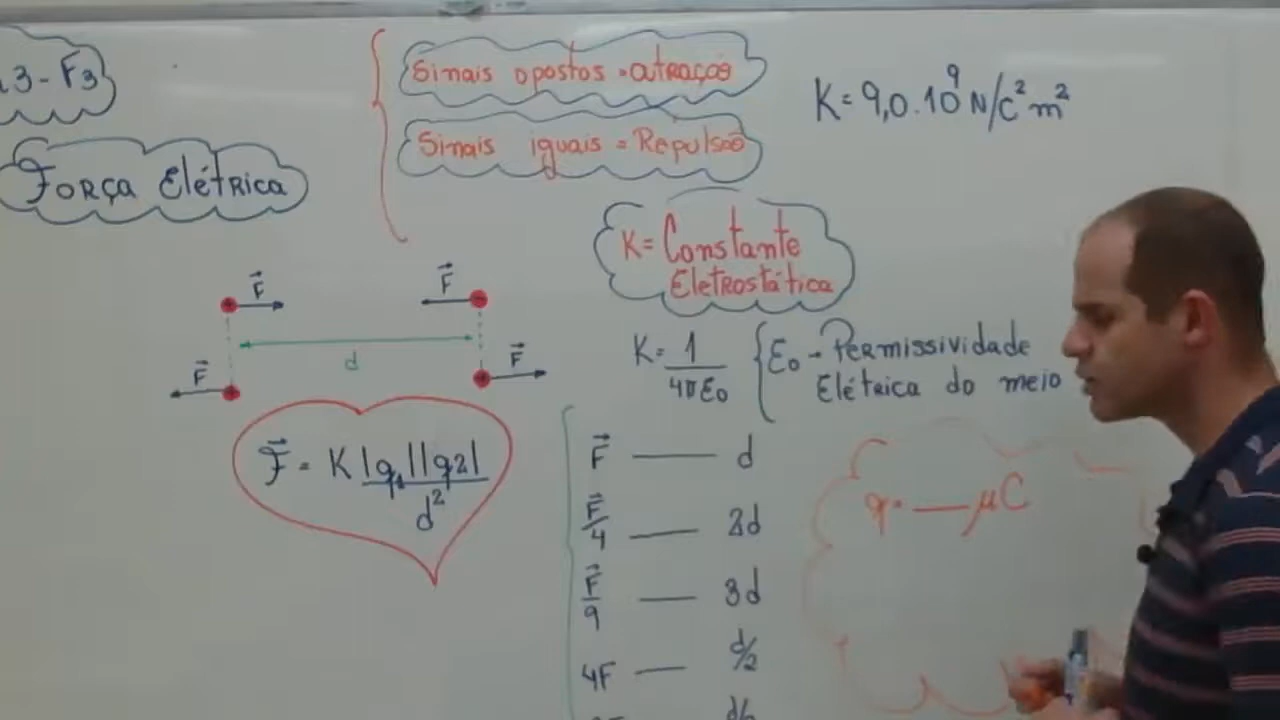 3 - F3
Força Elétrica
Sinais opostos = atração
Sinais iguais = Repulsão
K = 9,0 . 10⁹ N/C² m²
K = Constante
Eletrostática
F⃗
F⃗
d
F⃗
F⃗
K = 1/4πε0 { ε0 → Permissividade
Elétrica do meio
F⃗ = K |q1||q2| / d²
F⃗ — d
F⃗/4 — 2d
F⃗/9 — 3d
4F — d/2
q = — μC